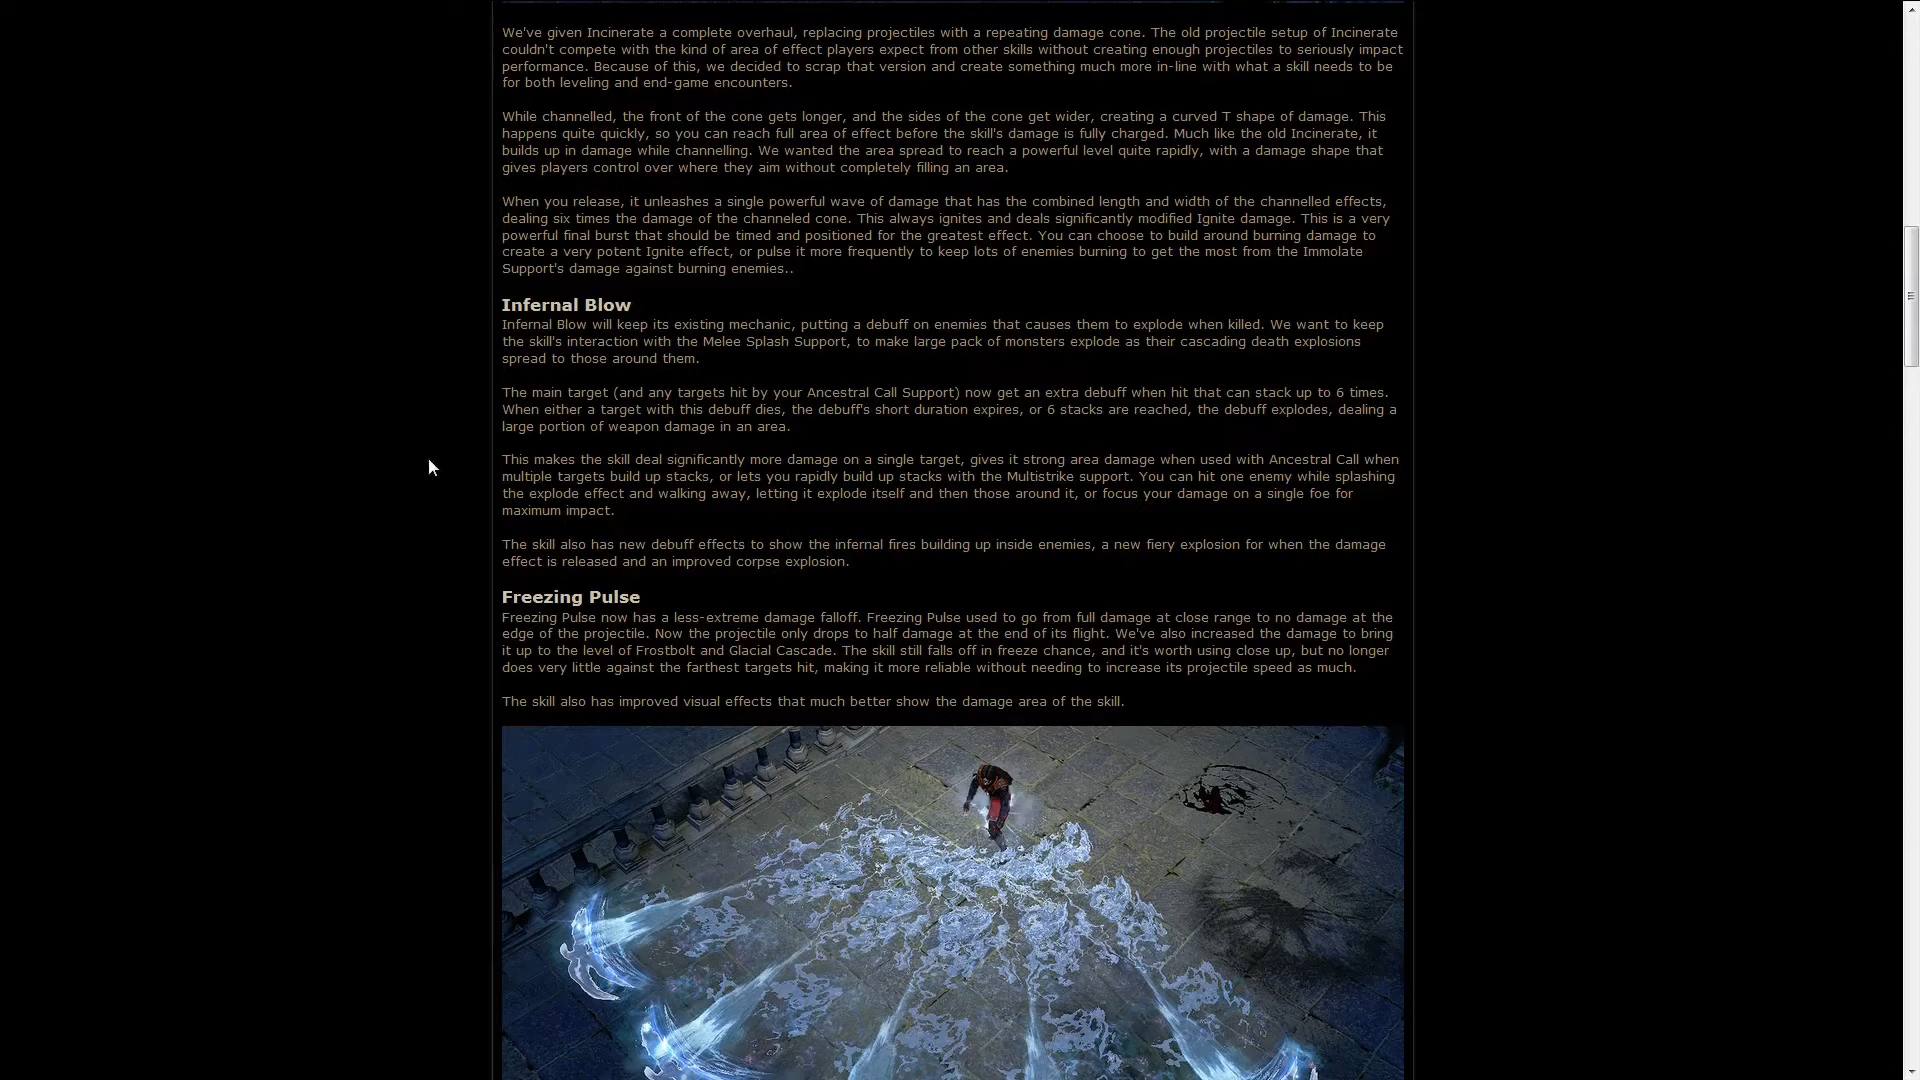 We've given Incinerate a complete overhaul, replacing projectiles with a repeating damage cone. The old projectile setup of Incinerate
couldn't compete with the kind of area of effect players expect from other skills without creating enough projectiles to seriously impact
performance. Because of this, we decided to scrap that version and create something much more in-line with what a skill needs to be
for both leveling and end-game encounters.
While channelled, the front of the cone gets longer, and the sides of the cone get wider, creating a curved T shape of damage. This
happens quite quickly, so you can reach full area of effect before the skill's damage is fully charged. Much like the old Incinerate, it
builds up in damage while channelling. We wanted the area spread to reach a powerful level quite rapidly, with a damage shape that
gives players control over where they aim without completely filling an area.
When you release, it unleashes a single powerful wave of damage that has the combined length and width of the channelled effects,
dealing six times the damage of the channeled cone. This always ignites and deals significantly modified Ignite damage. This is a very
powerful final burst that should be timed and positioned for the greatest effect. You can choose to build around burning damage to
create a very potent Ignite effect, or pulse it more frequently to keep lots of enemies burning to get the most from the Immolate
Support's damage against burning enemies..
Infernal Blow
Infernal Blow will keep its existing mechanic, putting a debuff on enemies that causes them to explode when killed. We want to keep
the skill's interaction with the Melee Splash Support, to make large pack of monsters explode as their cascading death explosions
spread to those around them.
The main target (and any targets hit by your Ancestral Call Support) now get an extra debuff when hit that can stack up to 6 times.
When either a target with this debuff dies, the debuff's short duration expires, or 6 stacks are reached, the debuff explodes, dealing a
large portion of weapon damage in an area.
This makes the skill deal significantly more damage on a single target, gives it strong area damage when used with Ancestral Call when
multiple targets build up stacks, or lets you rapidly build up stacks with the Multistrike support. You can hit one enemy while splashing
the explode effect and walking away, letting it explode itself and then those around it, or focus your damage on a single foe for
maximum impact.
The skill also has new debuff effects to show the infernal fires building up inside enemies, a new fiery explosion for when the damage
effect is released and an improved corpse explosion.
Freezing Pulse
Freezing Pulse now has a less-extreme damage falloff. Freezing Pulse used to go from full damage at close range to no damage at the
edge of the projectile. Now the projectile only drops to half damage at the end of its flight. We've also increased the damage to bring
it up to the level of Frostbolt and Glacial Cascade. The skill still falls off in freeze chance, and it's worth using close up, but no longer
does very little against the farthest targets hit, making it more reliable without needing to increase its projectile speed as much.
The skill also has improved visual effects that much better show the damage area of the skill.